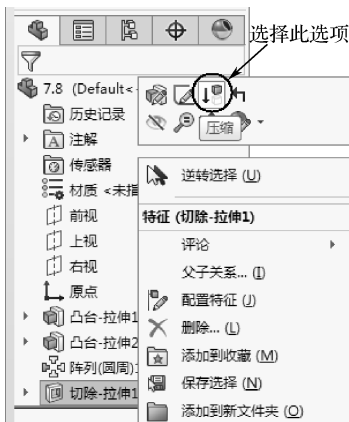 选择此选项
7.8 (Default<
历史记录
注解
传感器
材质 <未指
前视
上视
右视
原点
凸台-拉伸1
凸台-拉伸2
阵列(圆周)1
切除-拉伸1
压缩
逆转选择 (U)
特征 (切除-拉伸1)
评论
父子关系... (I)
配置特征 (J)
删除... (L)
添加到收藏 (M)
保存选择 (N)
添加到新文件夹 (O)